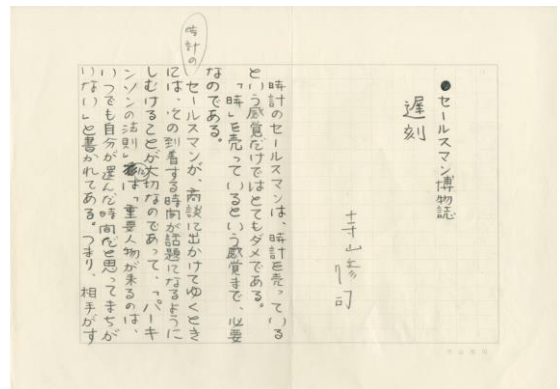 ●セールスマン博物誌
遅刻
寺山修司
時計のセールスマンは、時計を売っている
という感覚だけではとてもダメである。
「時」を売っているという感覚まで、必要
なのである。
時計の
セールスマンが、商談に出かけてゆくとき
には、その到着する時間が話題になるように
しむけることが大切なのであって、「パーキ
ンソンの法則」には「重要人物が来るのは、
いつでも自分が選んだ時間だと思ってまちが
いない」と書かれてある。つまり、相手がす